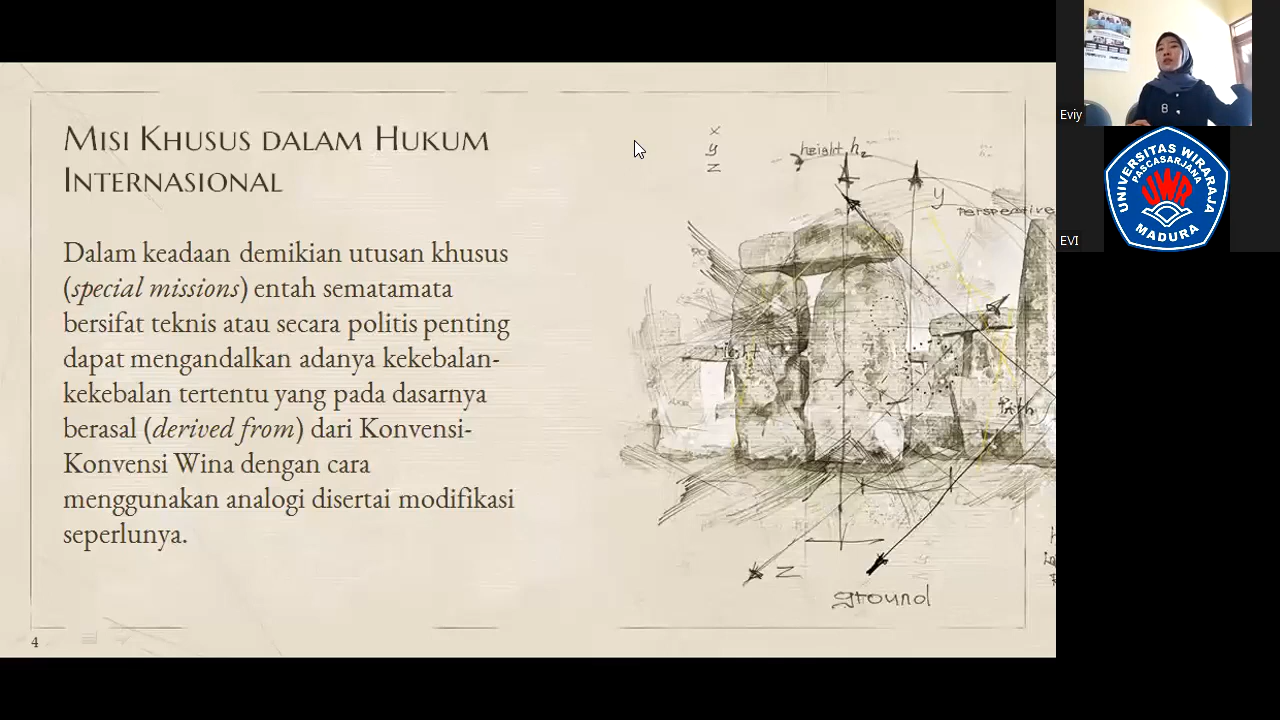 Misi Khusus dalam Hukum
Internasional
Dalam keadaan demikian utusan khusus
(special missions) entah sematamata
bersifat teknis atau secara politis penting
dapat mengandalkan adanya kekebalan-
kekebalan tertentu yang pada dasarnya
berasal (derived from) dari Konvensi-
Konvensi Wina dengan cara
menggunakan analogi disertai modifikasi
seperlunya.
4
x
y
z
height h₂
y
perspective
z
ground
Eviy
B
UNIVERSITAS WIRARAJA
PASCASARJANA
UWR
MADURA
EVI